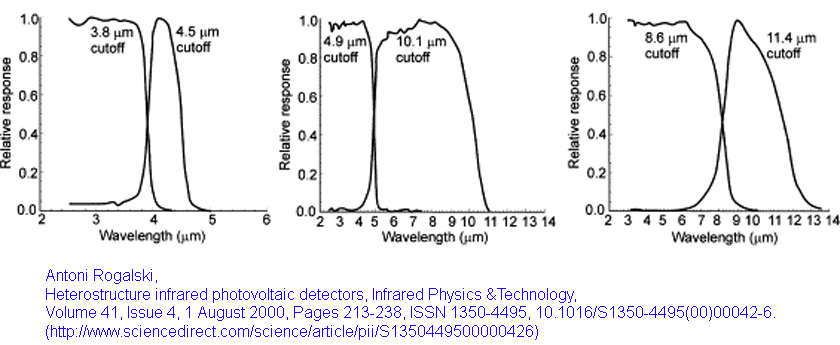 1.0
0.8
0.6
0.4
0.2
0.0
Relative response
3.8 μm
cutoff
4.5 μm
cutoff
2 3 4 5 6
Wavelength (μm)
1.0
0.8
0.6
0.4
0.2
0.0
Relative response
4.9 μm
cutoff
10.1 μm
cutoff
2 3 4 5 6 7 8 9 10 11 12 13 14
Wavelength (μm)
1.0
0.8
0.6
0.4
0.2
0.0
Relative response
8.6 μm
cutoff
11.4 μm
cutoff
2 3 4 5 6 7 8 9 10 11 12 13 14
Wavelength (μm)
Antoni Rogalski,
Heterostructure infrared photovoltaic detectors, Infrared Physics &Technology,
Volume 41, Issue 4, 1 August 2000, Pages 213-238, ISSN 1350-4495, 10.1016/S1350-4495(00)00042-6.
(http://www.sciencedirect.com/science/article/pii/S1350449500000426)